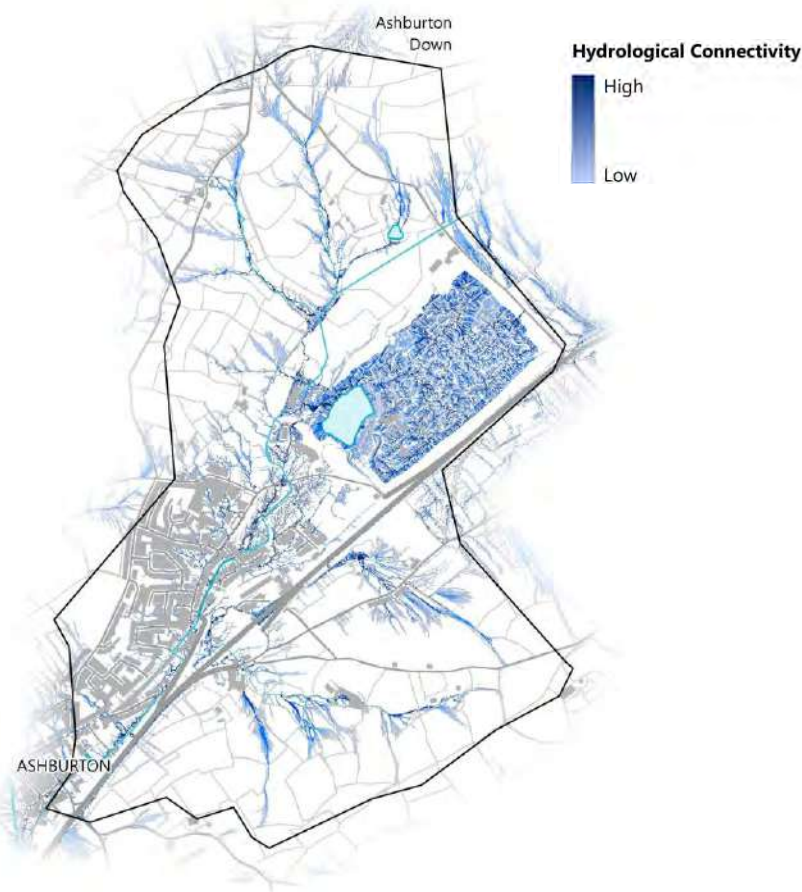 Ashburton
Down
Hydrological Connectivity
High
Low
ASHBURTON